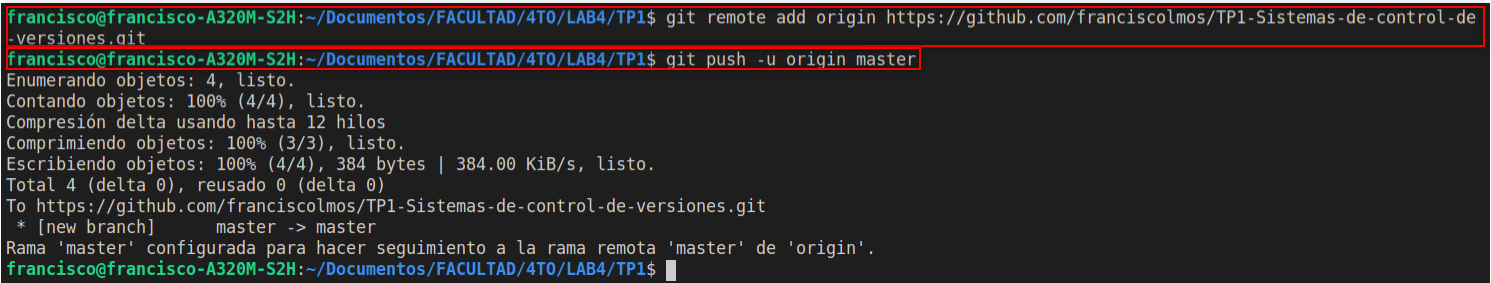 francisco@francisco-A320M-S2H:~/Documentos/FACULTAD/4TO/LAB4/TP1$ git remote add origin https://github.com/franciscolmos/TP1-Sistemas-de-control-de
-versiones.git
francisco@francisco-A320M-S2H:~/Documentos/FACULTAD/4TO/LAB4/TP1$ git push -u origin master
Enumerando objetos: 4, listo.
Contando objetos: 100% (4/4), listo.
Compresión delta usando hasta 12 hilos
Comprimiendo objetos: 100% (3/3), listo.
Escribiendo objetos: 100% (4/4), 384 bytes | 384.00 KiB/s, listo.
Total 4 (delta 0), reusado 0 (delta 0)
To https://github.com/franciscolmos/TP1-Sistemas-de-control-de-versiones.git
 * [new branch]      master -> master
Rama 'master' configurada para hacer seguimiento a la rama remota 'master' de 'origin'.
francisco@francisco-A320M-S2H:~/Documentos/FACULTAD/4TO/LAB4/TP1$